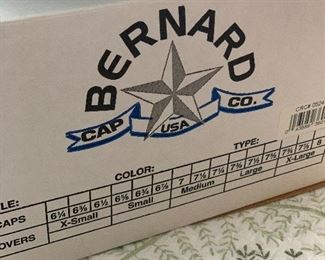 BERNARD
CAP USA CO.
LE: COLOR: TYPE:
CAPS 6¼ 6⅜ 6½ 6⅝ 6¾ 6⅞ 7 7⅛ 7¼ 7⅜ 7½ 7⅝ 7¾ 7⅞ 8
OVERS X-Small Small Medium Large X-Large